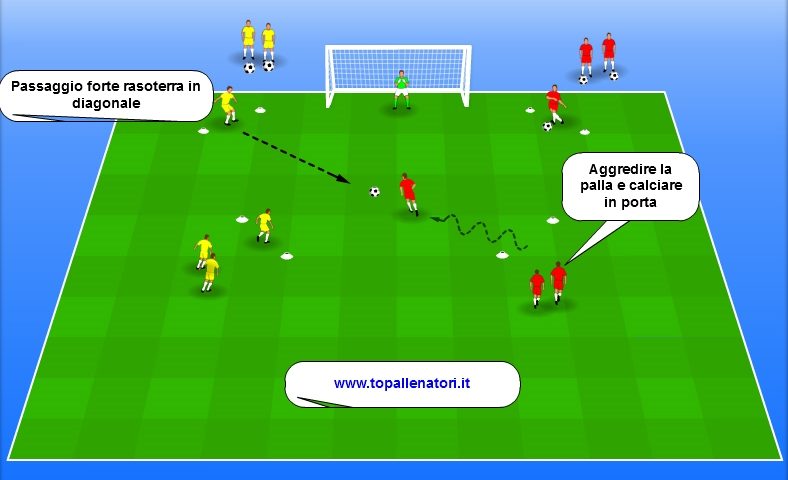 Passaggio forte rasoterra in
diagonale
Aggredire la
palla e calciare
in porta
www.topallenatori.it